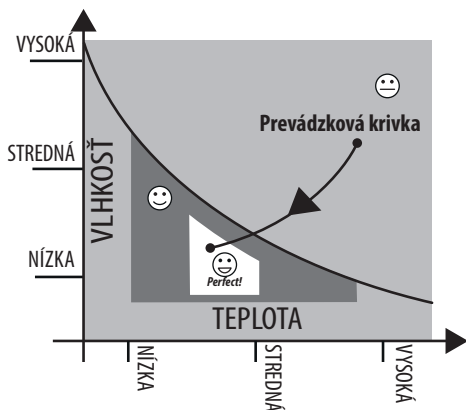 VYSOKÁ
STREDNÁ
NÍZKA
VLHKOSŤ
Prevádzková krivka
Perfect!
TEPLOTA
NÍZKA
STREDNÁ
VYSOKÁ